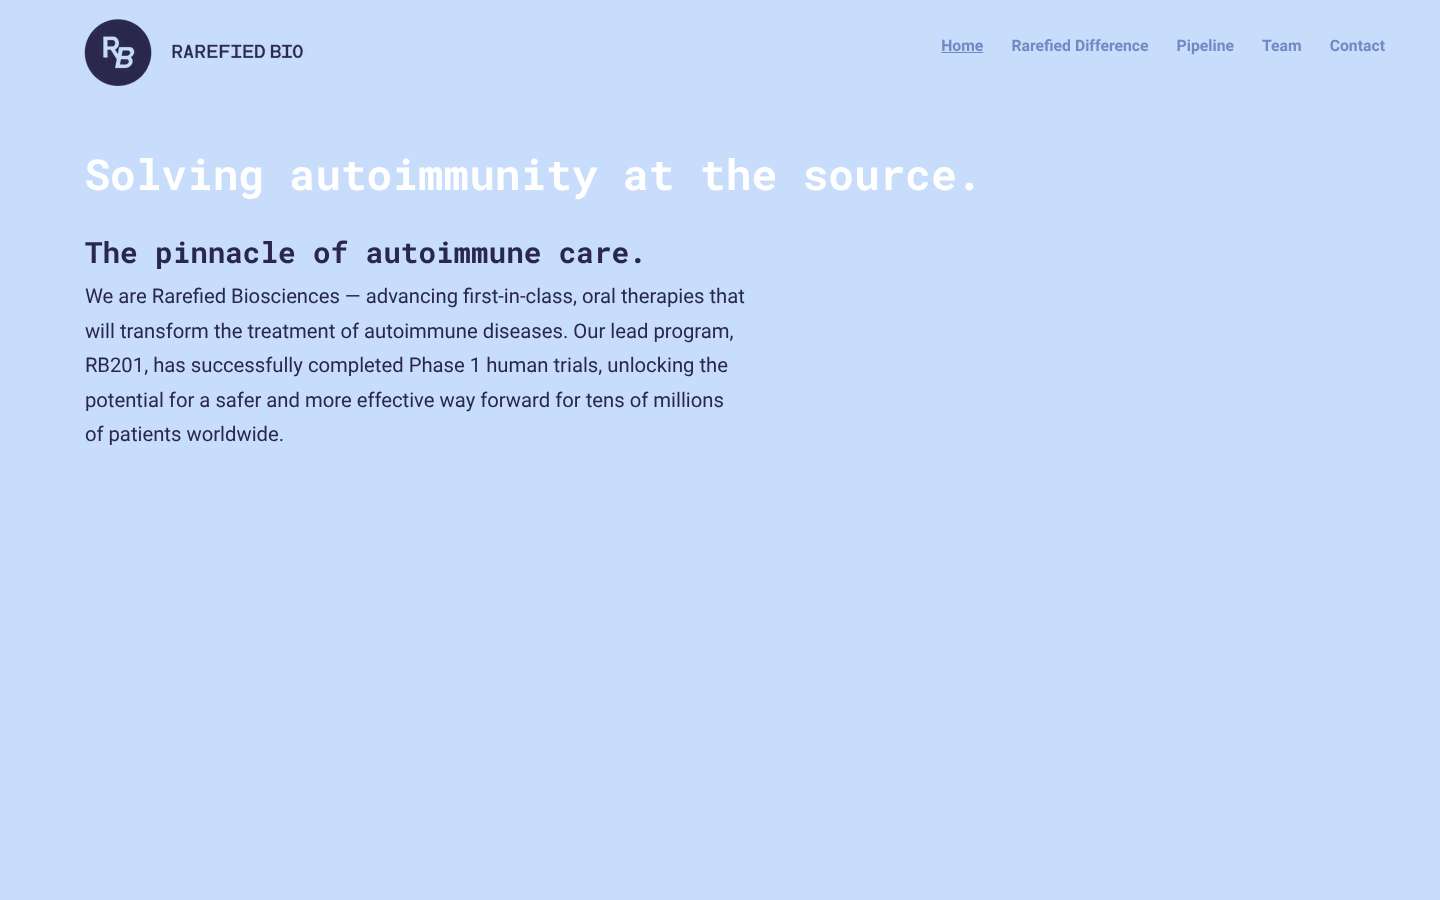 RB
RAREFIED BIO
Home Rarefied Difference Pipeline Team Contact
Solving autoimmunity at the source.
The pinnacle of autoimmune care.
We are Rarefied Biosciences — advancing first-in-class, oral therapies that
will transform the treatment of autoimmune diseases. Our lead program,
RB201, has successfully completed Phase 1 human trials, unlocking the
potential for a safer and more effective way forward for tens of millions
of patients worldwide.